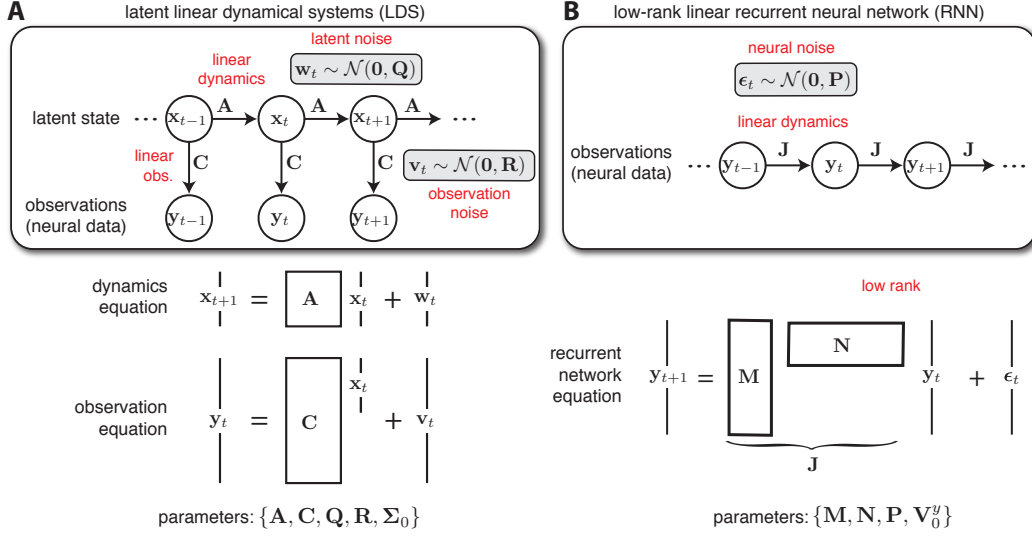 A latent linear dynamical systems (LDS)
latent noise
w_t ∼ N(0, Q)
linear
dynamics
latent state ··· x_{t−1} A x_t A x_{t+1} A ···
linear
obs.
C C C
v_t ∼ N(0, R)
observation
noise
observations
(neural data)
y_{t−1} y_t y_{t+1}
dynamics
equation
x_{t+1} = A x_t + w_t
observation
equation
y_t = C x_t + v_t
parameters: {A, C, Q, R, Σ_0}
B low-rank linear recurrent neural network (RNN)
neural noise
ϵ_t ∼ N(0, P)
linear dynamics
observations
(neural data)
··· y_{t−1} J y_t J y_{t+1} J ···
low rank
recurrent
network
equation
y_{t+1} = M N y_t + ϵ_t
J
parameters: {M, N, P, V_0^y}